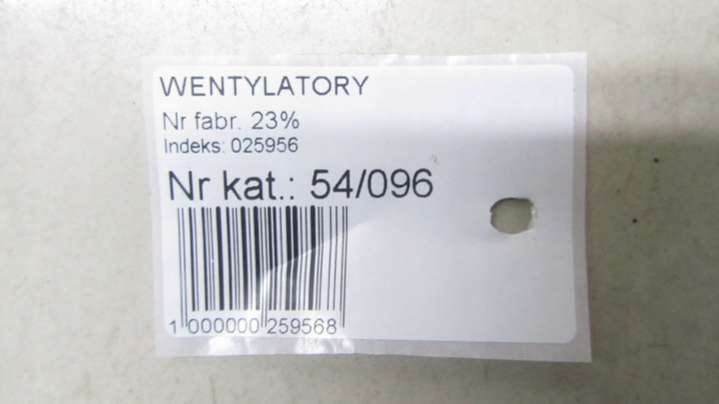 WENTYLATORY
Nr fabr. 23%
Indeks: 025956
Nr kat.: 54/096
1 000000 259568